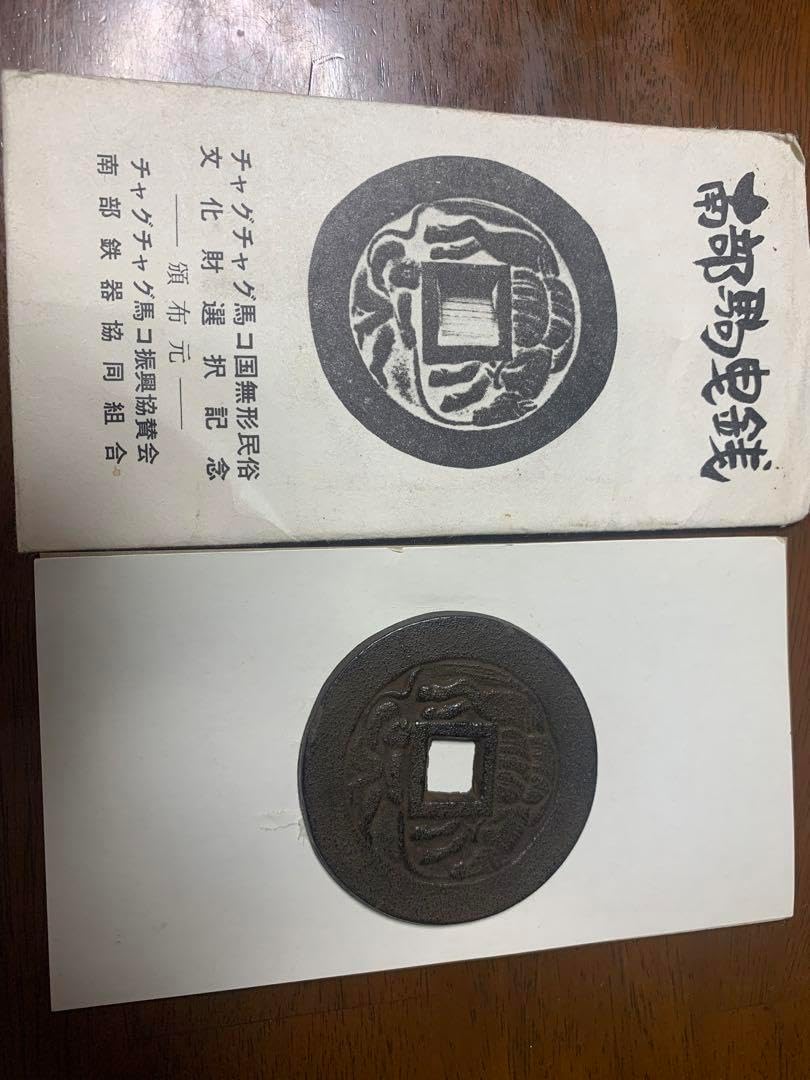 南部駒曳銭
チャグチャグ馬コ国無形民俗
文化財選択記念
―頒布元―
チャグチャグ馬コ振興協賛会
南部鉄器協同組合